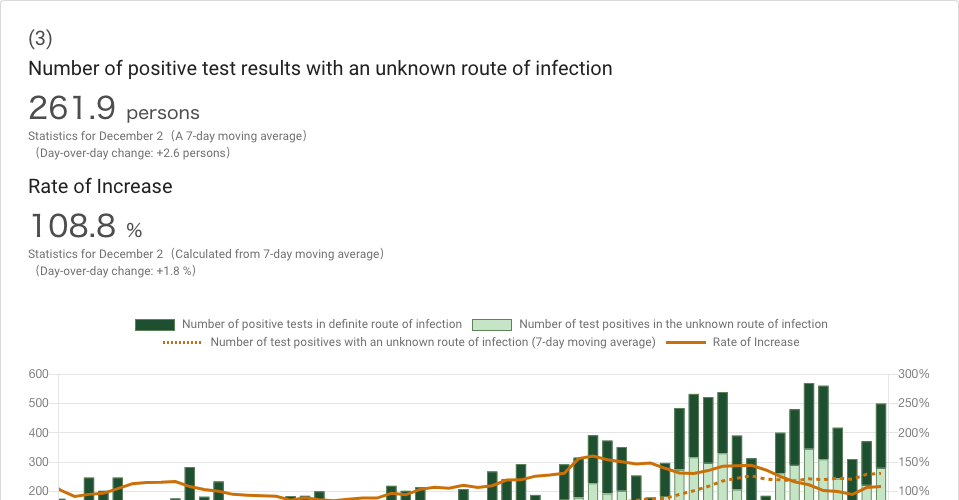 (3)
Number of positive test results with an unknown route of infection
261.9 persons
Statistics for December 2（A 7-day moving average）
（Day-over-day change: +2.6 persons）
Rate of Increase
108.8 %
Statistics for December 2（Calculated from 7-day moving average）
（Day-over-day change: +1.8 %）
Number of positive tests in definite route of infection Number of test positives in the unknown route of infection
Number of test positives with an unknown route of infection (7-day moving average) Rate of Increase
600 300%
500 250%
400 200%
300 150%
200 100%